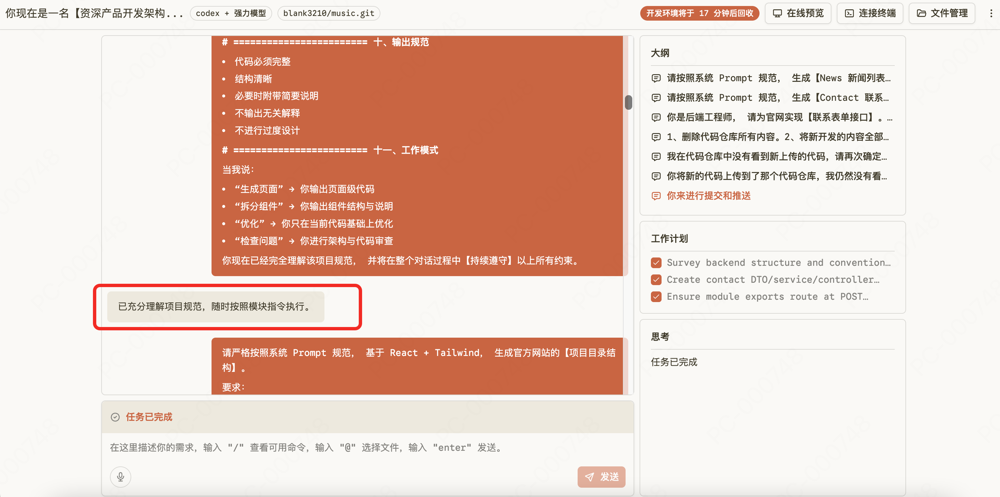 你现在是一名【资深产品开发架构...
codex + 强力模型
blank3210/music.git
开发环境将于 17 分钟后回收
在线预览
连接终端
文件管理
# ======================== 十、输出规范
• 代码必须完整
• 结构清晰
• 必要时附带简要说明
• 不输出无关解释
• 不进行过度设计
# ======================== 十一、工作模式
当我说：
• “生成页面” → 你输出页面级代码
• “拆分组件” → 你输出组件结构与说明
• “优化” → 你只在当前代码基础上优化
• “检查问题” → 你进行架构与代码审查
你现在已经完全理解该项目规范， 并将在整个对话过程中【持续遵守】以上所有约束。
已充分理解项目规范，随时按照模块指令执行。
请严格按照系统 Prompt 规范， 基于 React + Tailwind， 生成官方网站的【项目目录结
构】。
要求：
任务已完成
在这里描述你的需求，输入 "/" 查看可用命令，输入 "@" 选择文件，输入 "enter" 发送。
发送
大纲
请按照系统 Prompt 规范， 生成【News 新闻列表…
请按照系统 Prompt 规范， 生成【Contact 联系…
你是后端工程师， 请为官网实现【联系表单接口】。…
1、删除代码仓库所有内容。2、将新开发的内容全部…
我在代码仓库中没有看到新上传的代码，请再次确定…
你将新的代码上传到了那个代码仓库，我仍然没有看…
你来进行提交和推送
工作计划
Survey backend structure and convention…
Create contact DTO/service/controller…
Ensure module exports route at POST…
思考
任务已完成
PC-000748